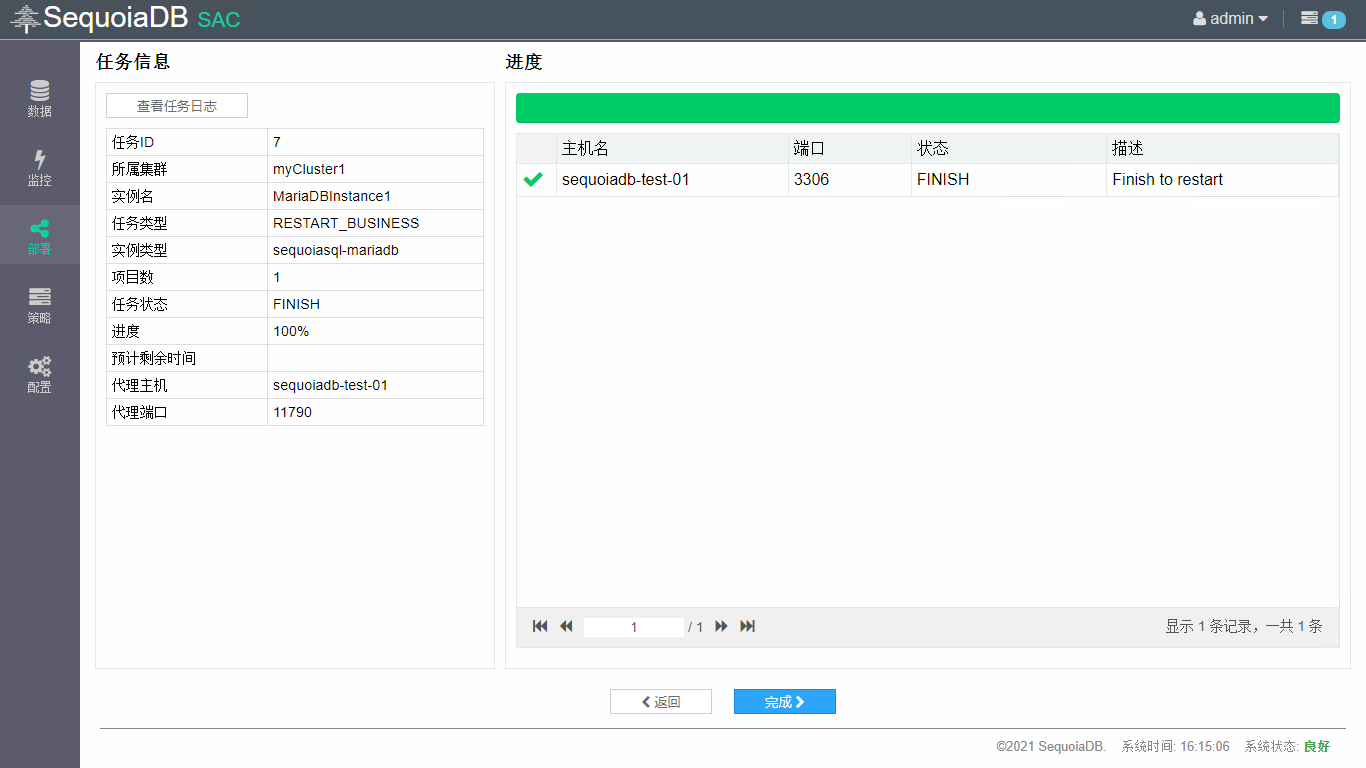 SequoiaDB SAC
admin
1
数据
监控
部署
策略
配置
任务信息
查看任务日志
任务ID 7
所属集群 myCluster1
实例名 MariaDBInstance1
任务类型 RESTART_BUSINESS
实例类型 sequoiasql-mariadb
项目数 1
任务状态 FINISH
进度 100%
预计剩余时间
代理主机 sequoiadb-test-01
代理端口 11790
进度
主机名 端口 状态 描述
sequoiadb-test-01 3306 FINISH Finish to restart
1 / 1 显示 1 条记录，一共 1 条
返回 完成
©2021 SequoiaDB. 系统时间: 16:15:06 系统状态: 良好